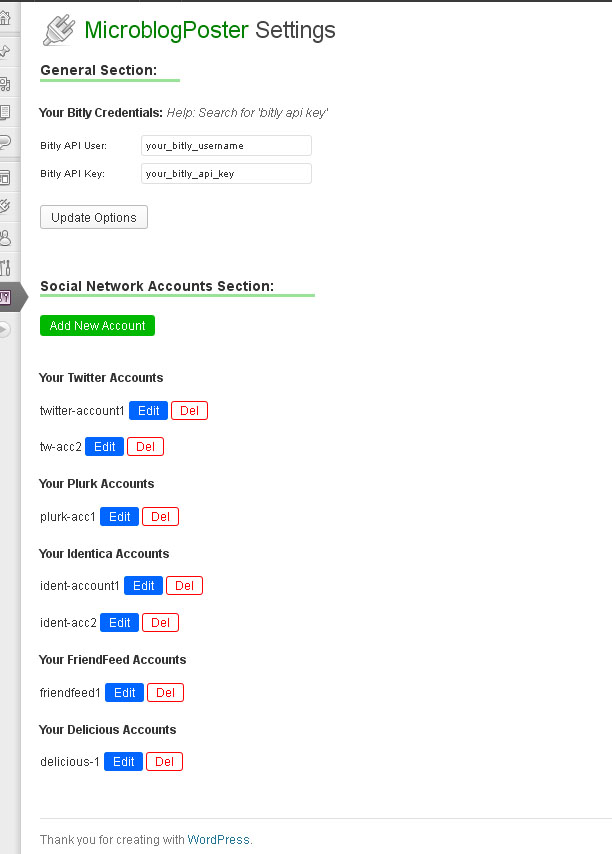 MicroblogPoster Settings
General Section:
Your Bitly Credentials: Help: Search for 'bitly api key'
Bitly API User: your_bitly_username
Bitly API Key: your_bitly_api_key
Update Options
Social Network Accounts Section:
Add New Account
Your Twitter Accounts
twitter-account1 Edit Del
tw-acc2 Edit Del
Your Plurk Accounts
plurk-acc1 Edit Del
Your Identica Accounts
ident-account1 Edit Del
ident-acc2 Edit Del
Your FriendFeed Accounts
friendfeed1 Edit Del
Your Delicious Accounts
delicious-1 Edit Del
Thank you for creating with WordPress.